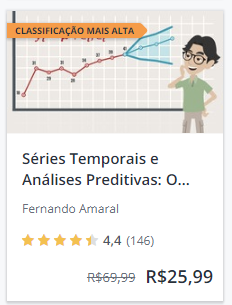 CLASSIFICAÇÃO MAIS ALTA
Séries Temporais e
Análises Preditivas: O...
Fernando Amaral
4,4 (146)
R$69,99 R$25,99